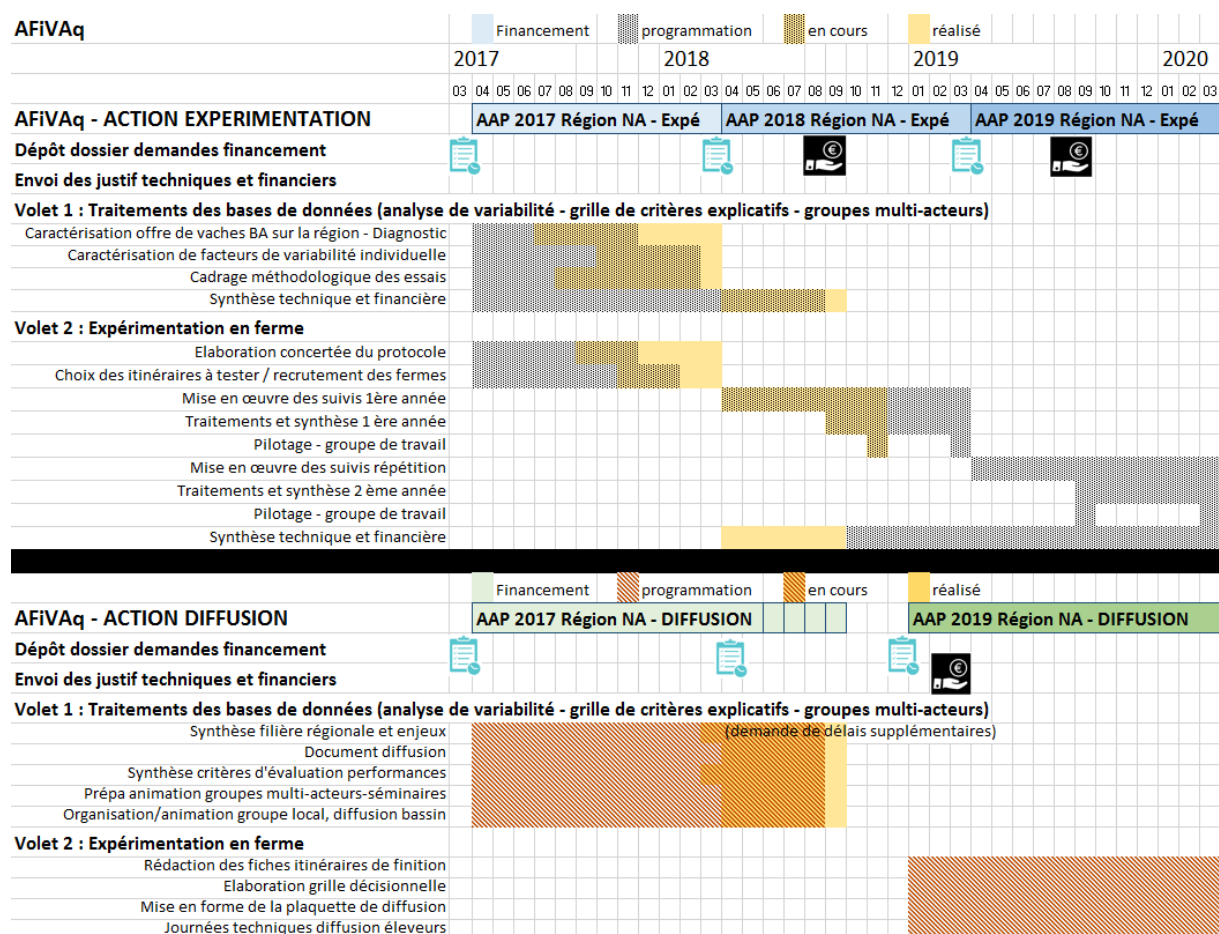 AFiVAq Financement programmation en cours réalisé
2017 2018 2019 2020
03 04 05 06 07 08 09 10 11 12 01 02 03 04 05 06 07 08 09 10 11 12 01 02 03 04 05 06 07 08 09 10 11 12 01 02 03
AFiVAq - ACTION EXPERIMENTATION AAP 2017 Région NA - Expé AAP 2018 Région NA - Expé AAP 2019 Région NA - Expé
Dépôt dossier demandes financement
Envoi des justif techniques et financiers
Volet 1 : Traitements des bases de données (analyse de variabilité - grille de critères explicatifs - groupes multi-acteurs)
Caractérisation offre de vaches BA sur la région - Diagnostic
Caractérisation de facteurs de variabilité individuelle
Cadrage méthodologique des essais
Synthèse technique et financière
Volet 2 : Expérimentation en ferme
Elaboration concertée du protocole
Choix des itinéraires à tester / recrutement des fermes
Mise en œuvre des suivis 1ère année
Traitements et synthèse 1 ère année
Pilotage - groupe de travail
Mise en œuvre des suivis répétition
Traitements et synthèse 2 ème année
Pilotage - groupe de travail
Synthèse technique et financière
Financement programmation en cours réalisé
AFiVAq - ACTION DIFFUSION AAP 2017 Région NA - DIFFUSION AAP 2019 Région NA - DIFFUSION
Dépôt dossier demandes financement
Envoi des justif techniques et financiers
Volet 1 : Traitements des bases de données (analyse de variabilité - grille de critères explicatifs - groupes multi-acteurs)
Synthèse filière régionale et enjeux (demande de délais supplémentaires)
Document diffusion
Synthèse critères d'évaluation performances
Prépa animation groupes multi-acteurs-séminaires
Organisation/animation groupe local, diffusion bassin
Volet 2 : Expérimentation en ferme
Rédaction des fiches itinéraires de finition
Elaboration grille décisionnelle
Mise en forme de la plaquette de diffusion
Journées techniques diffusion éleveurs